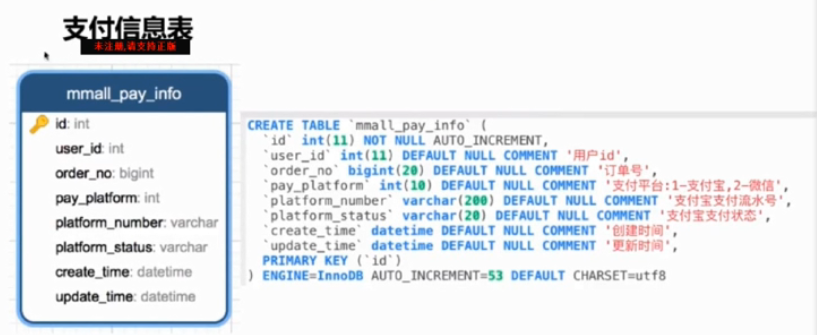 支付信息表
未注册,请支持正版
mmall_pay_info
id: int
user_id: int
order_no: bigint
pay_platform: int
platform_number: varchar
platform_status: varchar
create_time: datetime
update_time: datetime
CREATE TABLE `mmall_pay_info` (
`id` int(11) NOT NULL AUTO_INCREMENT,
`user_id` int(11) DEFAULT NULL COMMENT '用户id',
`order_no` bigint(20) DEFAULT NULL COMMENT '订单号',
`pay_platform` int(10) DEFAULT NULL COMMENT '支付平台:1-支付宝,2-微信',
`platform_number` varchar(200) DEFAULT NULL COMMENT '支付宝支付流水号',
`platform_status` varchar(20) DEFAULT NULL COMMENT '支付宝支付状态',
`create_time` datetime DEFAULT NULL COMMENT '创建时间',
`update_time` datetime DEFAULT NULL COMMENT '更新时间',
PRIMARY KEY (`id`)
) ENGINE=InnoDB AUTO_INCREMENT=53 DEFAULT CHARSET=utf8